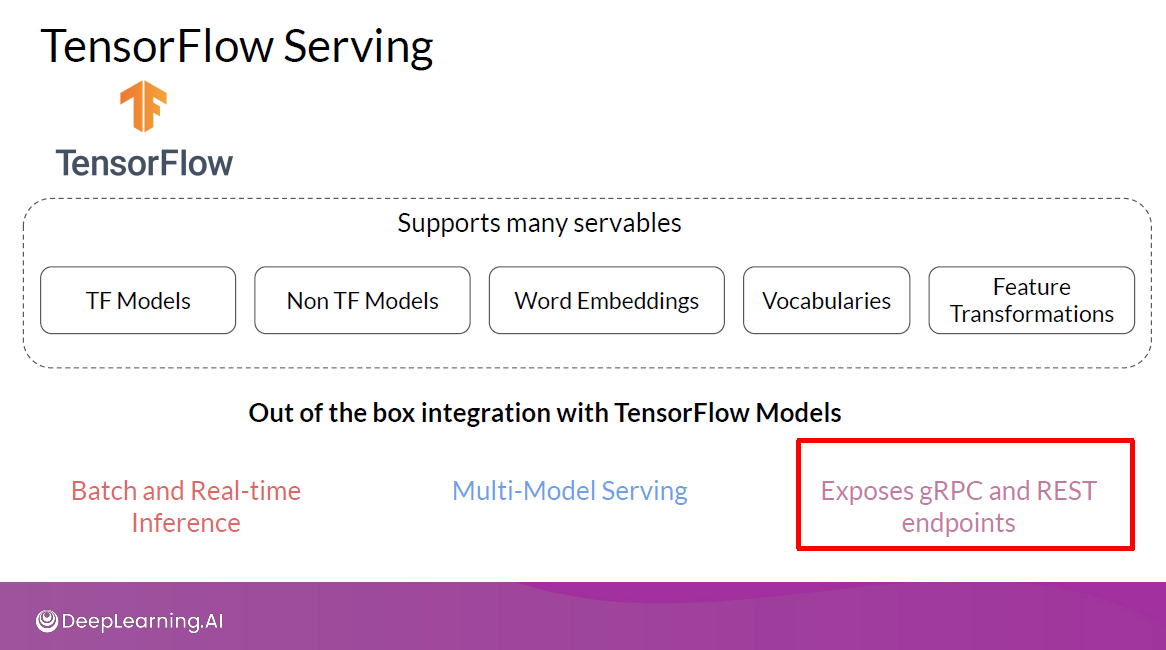 TensorFlow Serving
TensorFlow
Supports many servables
TF Models
Non TF Models
Word Embeddings
Vocabularies
Feature
Transformations
Out of the box integration with TensorFlow Models
Batch and Real-time
Inference
Multi-Model Serving
Exposes gRPC and REST
endpoints
DeepLearning.AI